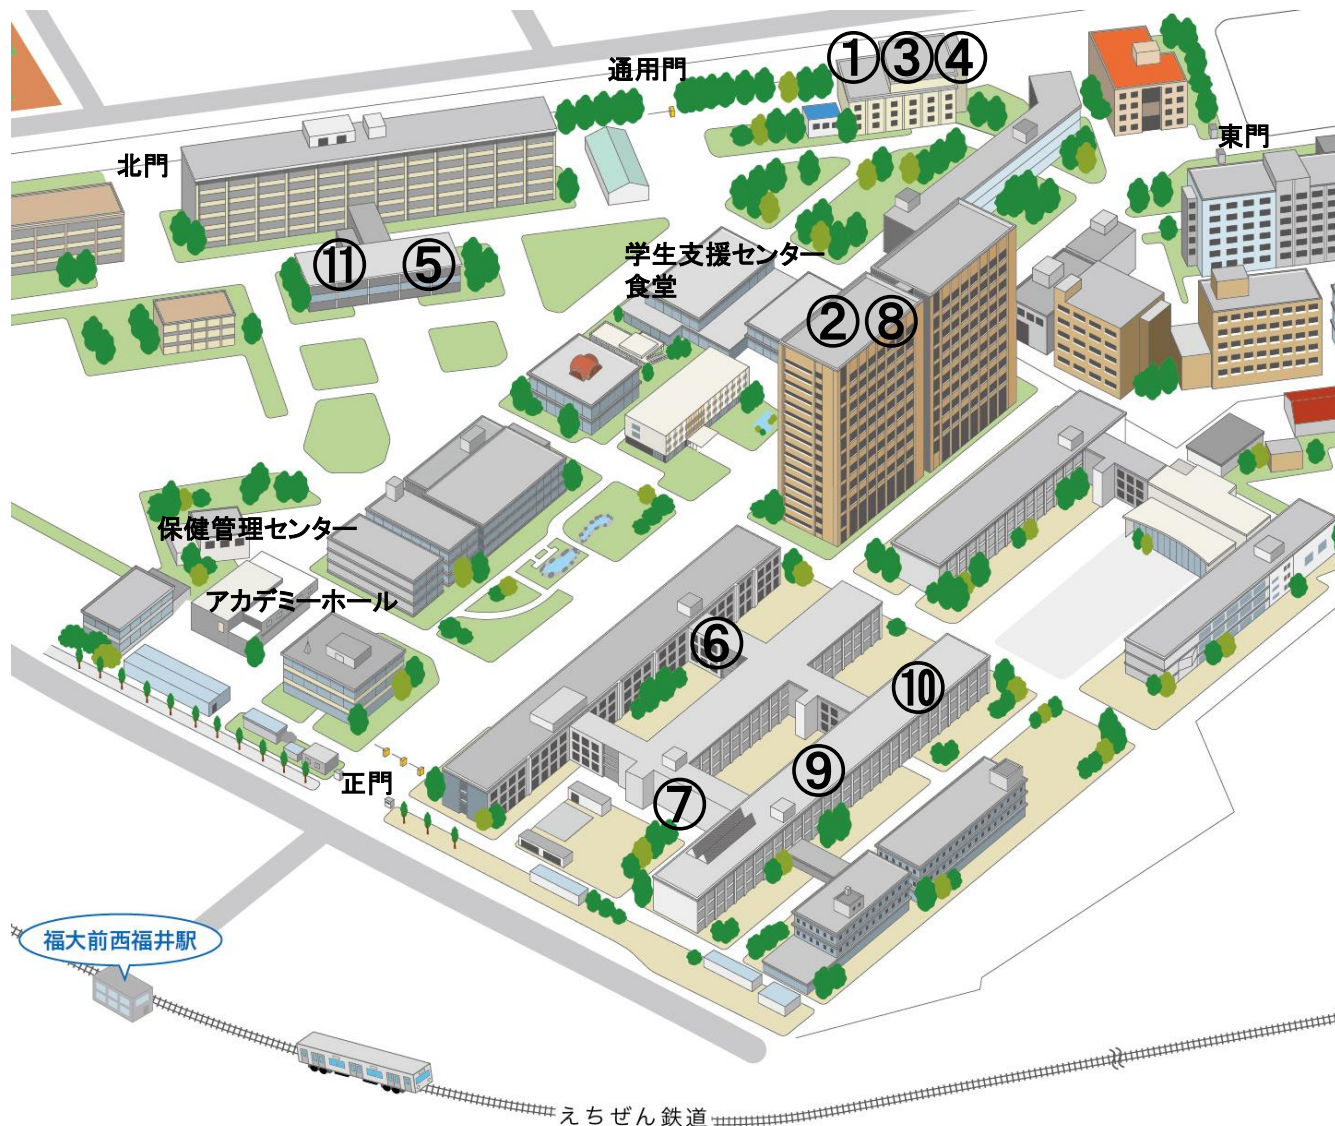 ①③④
通用門
東門
北門
⑪ ⑤
学生支援センター
食堂
②⑧
保健管理センター
アカデミーホール
⑥
⑩
⑨
⑦
正門
福大前西福井駅
えちぜん鉄道